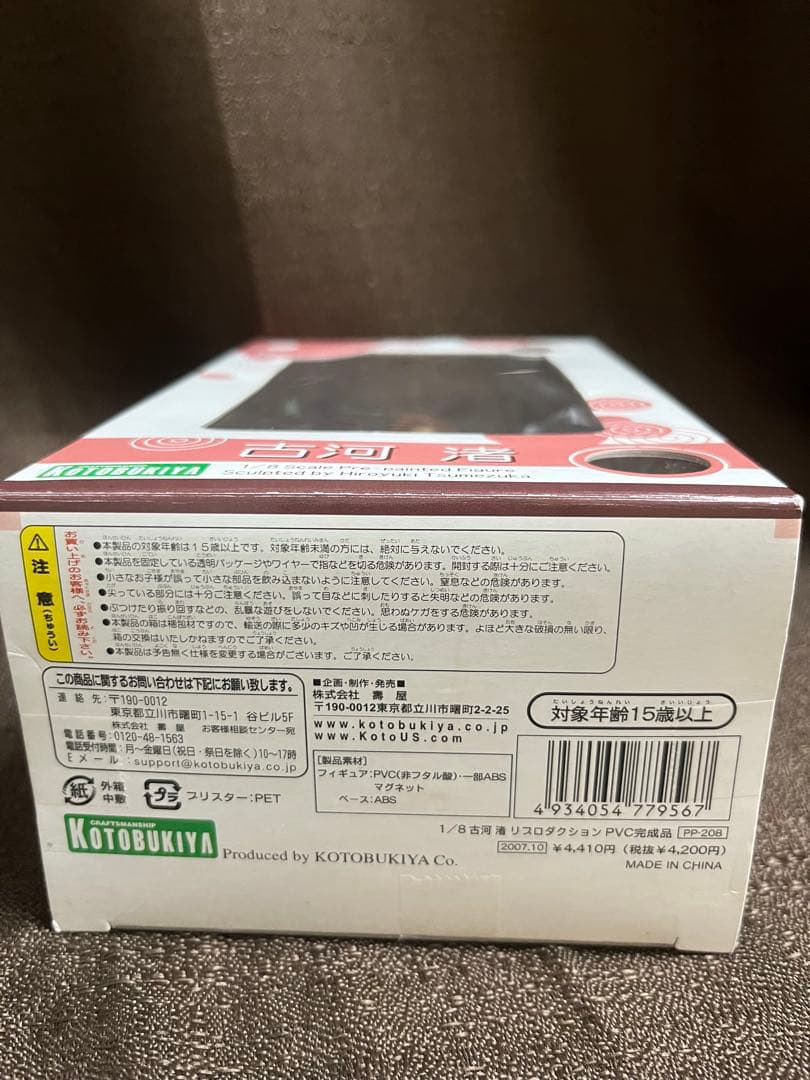 古河 渚
KOTOBUKIYA
1/8 Scale Pre-painted Figure
Sculpted by Hiroyuki Tsumezuka
注意(ちゅうい)
お買い上げのお客様へ、必ずお読み下さい。
●本製品の対象年齢は15歳以上です。対象年齢未満の方には、絶対に与えないでください。
●本製品を固定している透明パッケージやワイヤーで指などを切る危険があります。開封する際は十分にご注意ください。
●小さなお子様が誤って小さな部品を飲み込まないように注意してください。窒息などの危険があります。
●尖っている部分には十分ご注意ください。誤って目などに刺したりすると失明などの危険があります。
●ぶつけたり振り回すなどの、乱暴な遊びをしないでください。思わぬケガをする危険があります。
●本製品の箱は梱包材ですので、輸送の際に多少のキズや凹が生じる場合があります。よほど大きな破損の無い限り、
箱の交換はいたしかねますのでご了承ください。
●本製品は予告無く仕様を変更する場合がございます。ご了承ください。
この商品に関するお問い合わせは下記にお願い致します。
連絡先:〒190-0012
東京都立川市曙町1-15-1 谷ビル5F
株式会社 壽屋 お客様相談センター宛
電話番号:0120-48-1563
電話受付時間:月〜金曜日(祝日・祭日を除く)10〜17時
Eメール:support@kotobukiya.co.jp
■企画・制作・発売■
株式会社 壽屋
〒190-0012東京都立川市曙町2-2-25
www.kotobukiya.co.jp
www.KotoUS.com
たいしょうねんれい さいいじょう
対象年齢15歳以上
[製品素材]
フィギュア:PVC(非フタル酸)・一部ABS
マグネット
ベース:ABS
紙 外箱
中敷
プラ ブリスター:PET
4 934054 779567
CRAFTSMANSHIP
KOTOBUKIYA
Produced by KOTOBUKIYA Co.
1/8 古河 渚 リプロダクション PVC完成品 PP-208
2007.10 ¥4,410円(税抜¥4,200円)
MADE IN CHINA